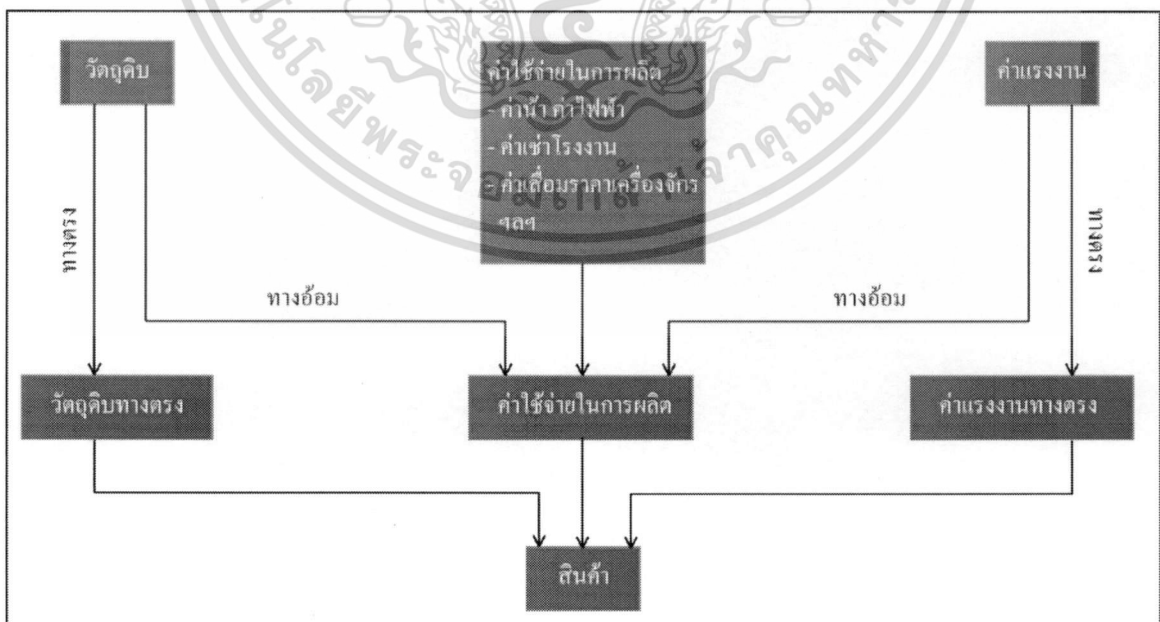 วัตถุดิบ
ค่าใช้จ่ายในการผลิต
- ค่าน้ำ ค่าไฟฟ้า
- ค่าเช่าโรงงาน
- ค่าเสื่อมราคาเครื่องจักร
ฯลฯ
ค่าแรงงาน
ทางตรง
ทางอ้อม
ทางอ้อม
ทางตรง
วัตถุดิบทางตรง
ค่าใช้จ่ายในการผลิต
ค่าแรงงานทางตรง
สินค้า